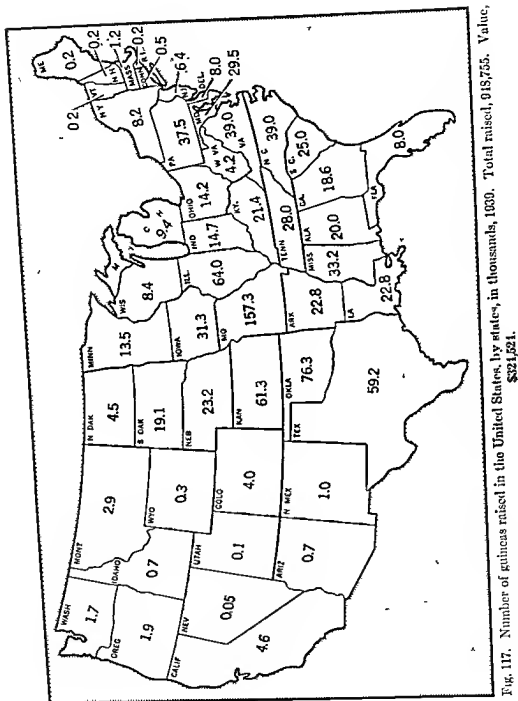 WASH
1.7
OREG
1.9
CALIF
4.6
NEV
0.05
IDAHO
0.7
MONT
2.9
WYO
0.3
UTAH
0.1
ARIZ
0.7
COLO
4.0
N MEX
1.0
N DAK
4.5
S DAK
19.1
NEB
23.2
KAN
61.3
OKLA
76.3
TEX
59.2
MINN
13.5
IOWA
31.3
MO
157.3
ARK
22.8
LA
22.8
WIS
8.4
ILL.
64.0
M I C H
9.4
IND
14.7
OHIO
14.2
KY.
21.4
TENN
28.0
MISS
33.2
ALA
20.0
GA.
18.6
FLA
8.0
S C.
25.0
N C
39.0
VA
39.0
W VA
4.2
PA
37.5
N Y
8.2
ME
0.2
VT
0.2
N H
0.2
MASS
1.2
R I.
0.2
CONN
0.5
N J
6.4
DEL.
8.0
MD
29.5
Fig. 117. Number of guineas raised in the United States, by states, in thousands, 1939. Total raised, 918,755. Value,
$321,521.